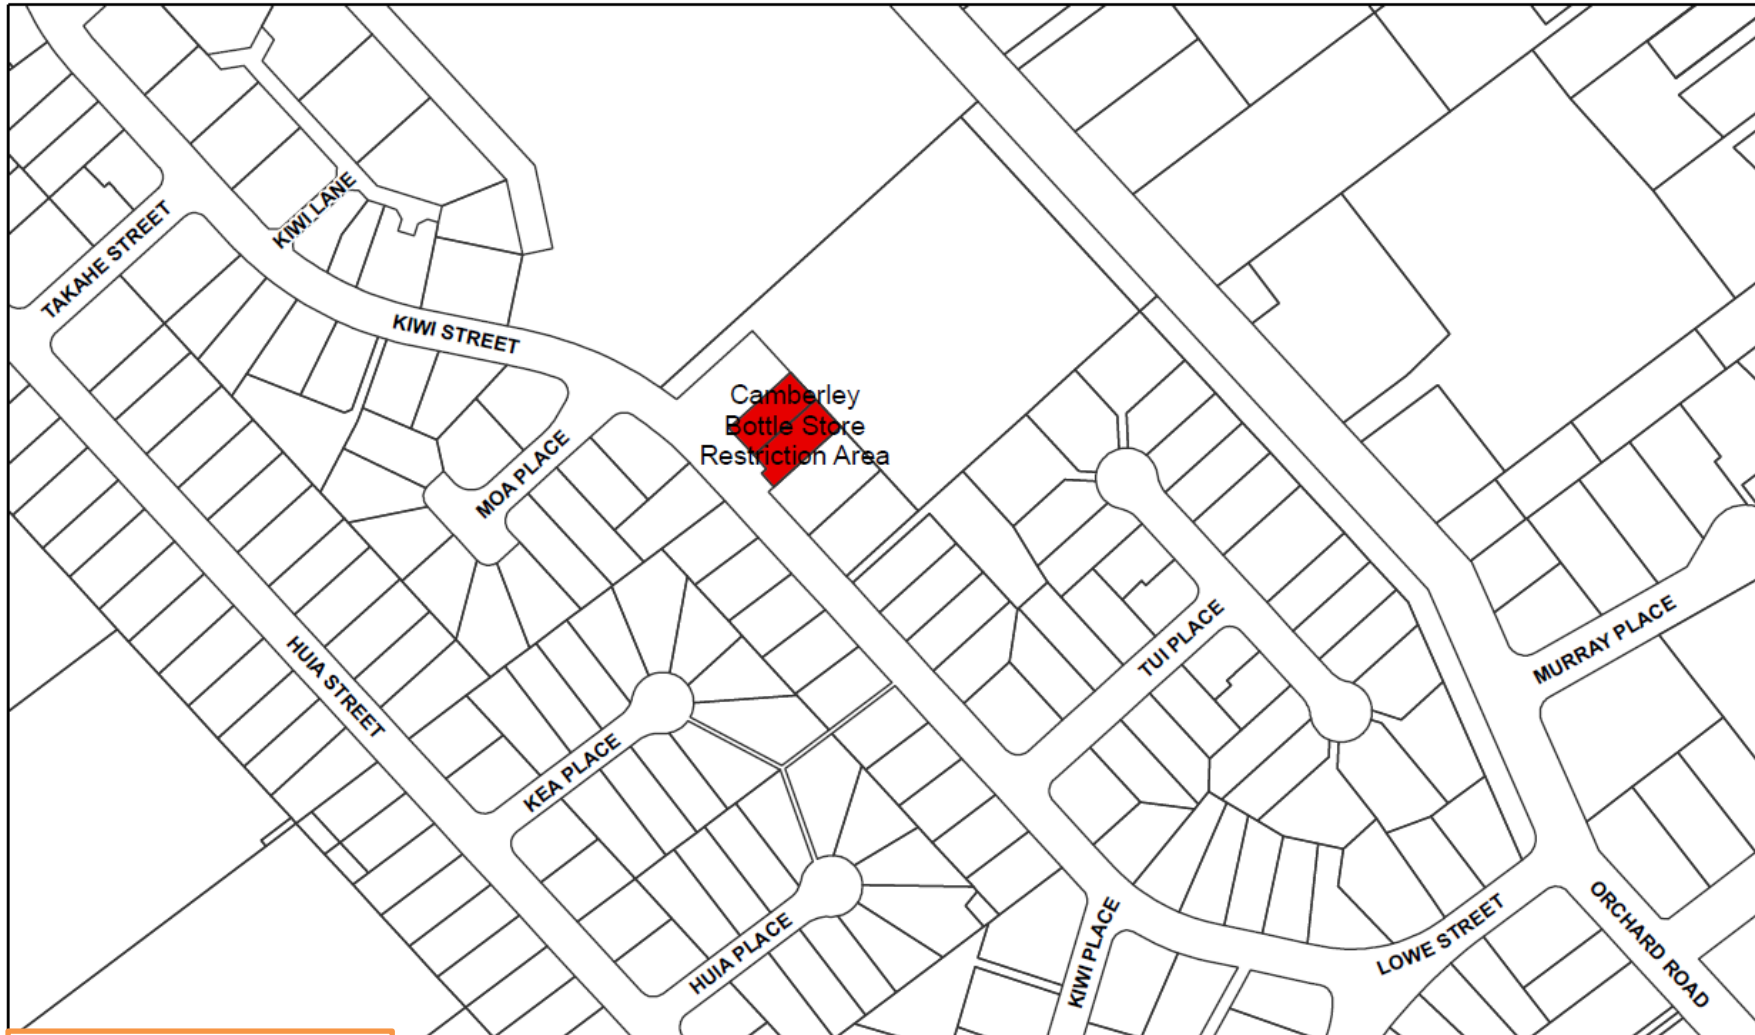 KIWI LANE
TAKAHE STREET
KIWI STREET
Camberley
Bottle Store
Restriction Area
MOA PLACE
HUIA STREET
TUI PLACE
MURRAY PLACE
KEA PLACE
HUIA PLACE
KIWI PLACE
LOWE STREET
ORCHARD ROAD